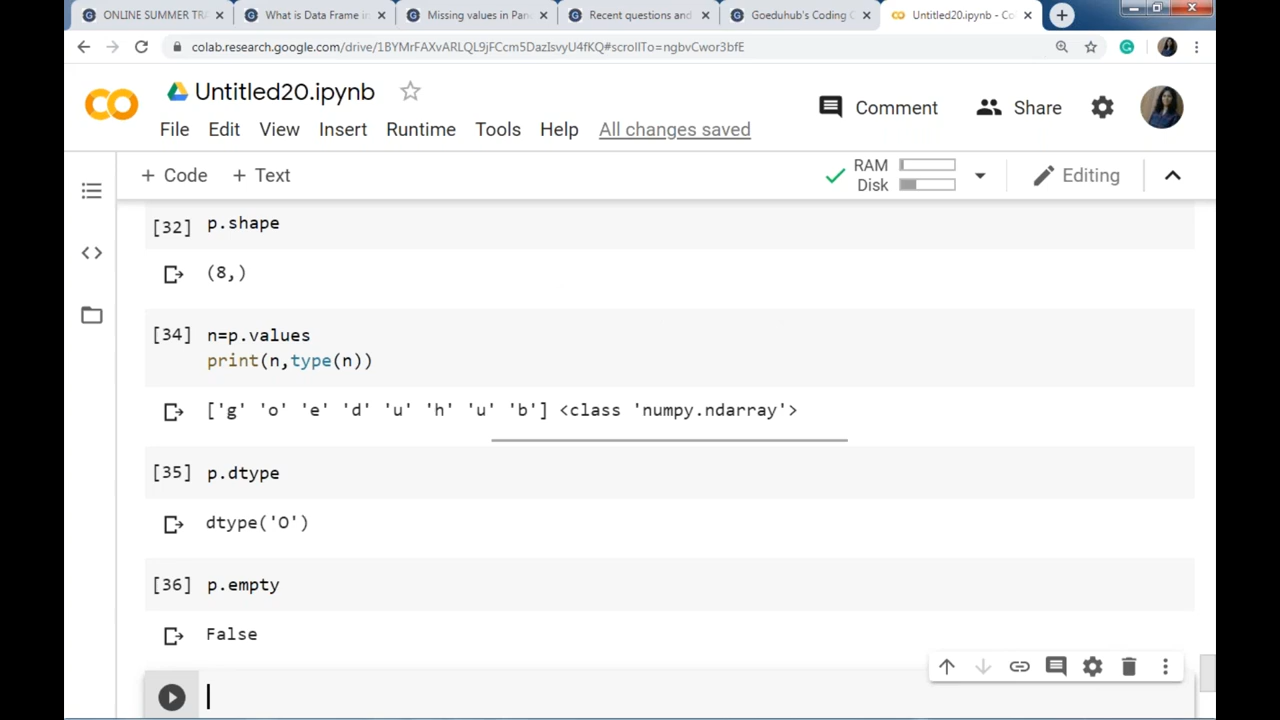 ONLINE SUMMER TRA
What is Data Frame in
Missing values in Pan
Recent questions and
Goeduhub's Coding C
Untitled20.ipynb - Co
colab.research.google.com/drive/1BYMrFAXvARLQL9jFCcm5DazIsvyU4fKQ#scrollTo=ngbvCwor3bfE
Untitled20.ipynb
Comment
Share
File Edit View Insert Runtime Tools Help All changes saved
+ Code + Text
RAM
Disk
Editing
[32] p.shape
(8,)
[34] n=p.values
print(n,type(n))
['g' 'o' 'e' 'd' 'u' 'h' 'u' 'b'] <class 'numpy.ndarray'>
[35] p.dtype
dtype('O')
[36] p.empty
False